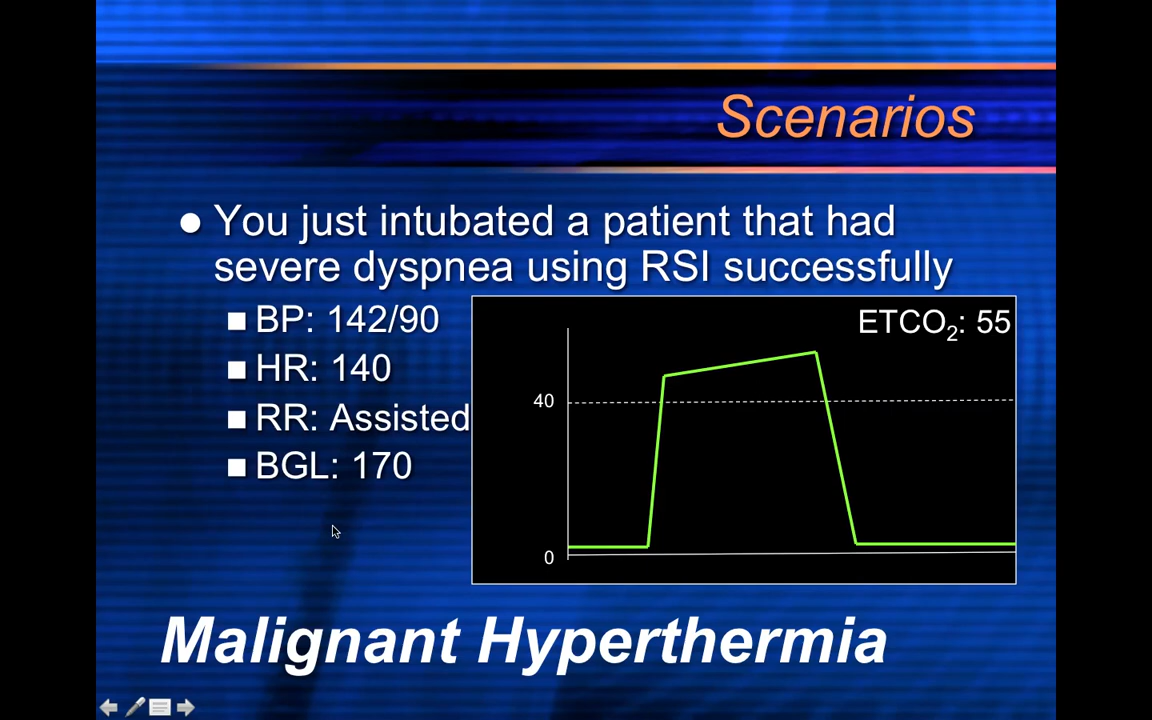 Scenarios
● You just intubated a patient that had
severe dyspnea using RSI successfully
■ BP: 142/90
■ HR: 140
■ RR: Assisted
■ BGL: 170
ETCO₂: 55
40
0
Malignant Hyperthermia